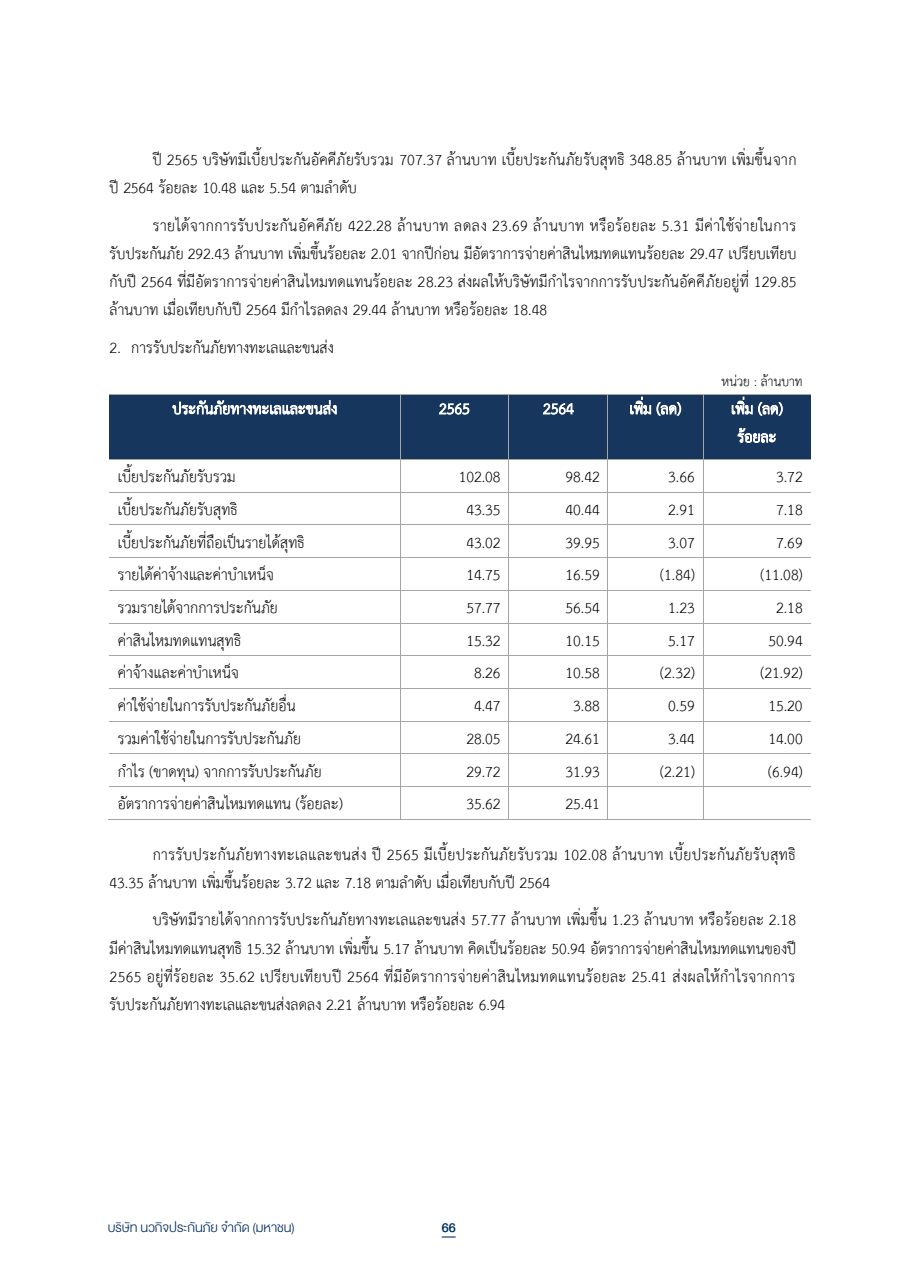 ปี 2565 บริษัทมีเบี้ยประกันอัคคีภัยรับรวม 707.37 ล้านบาท เบี้ยประกันภัยรับสุทธิ 348.85 ล้านบาท เพิ่มขึ้นจาก
ปี 2564 ร้อยละ 10.48 และ 5.54 ตามลำดับ
รายได้จากการรับประกันอัคคีภัย 422.28 ล้านบาท ลดลง 23.69 ล้านบาท หรือร้อยละ 5.31 มีค่าใช้จ่ายในการ
รับประกันภัย 292.43 ล้านบาท เพิ่มขึ้นร้อยละ 2.01 จากปีก่อน มีอัตราการจ่ายค่าสินไหมทดแทนร้อยละ 29.47 เปรียบเทียบ
กับปี 2564 ที่มีอัตราการจ่ายค่าสินไหมทดแทนร้อยละ 28.23 ส่งผลให้บริษัทมีกำไรจากการรับประกันอัคคีภัยอยู่ที่ 129.85
ล้านบาท เมื่อเทียบกับปี 2564 มีกำไรลดลง 29.44 ล้านบาท หรือร้อยละ 18.48
2. การรับประกันภัยทางทะเลและขนส่ง
หน่วย : ล้านบาท
ประกันภัยทางทะเลและขนส่ง 2565 2564 เพิ่ม (ลด) เพิ่ม (ลด)
ร้อยละ
เบี้ยประกันภัยรับรวม 102.08 98.42 3.66 3.72
เบี้ยประกันภัยรับสุทธิ 43.35 40.44 2.91 7.18
เบี้ยประกันภัยที่ถือเป็นรายได้สุทธิ 43.02 39.95 3.07 7.69
รายได้ค่าจ้างและค่าบำเหน็จ 14.75 16.59 (1.84) (11.08)
รวมรายได้จากการประกันภัย 57.77 56.54 1.23 2.18
ค่าสินไหมทดแทนสุทธิ 15.32 10.15 5.17 50.94
ค่าจ้างและค่าบำเหน็จ 8.26 10.58 (2.32) (21.92)
ค่าใช้จ่ายในการรับประกันภัยอื่น 4.47 3.88 0.59 15.20
รวมค่าใช้จ่ายในการรับประกันภัย 28.05 24.61 3.44 14.00
กำไร (ขาดทุน) จากการรับประกันภัย 29.72 31.93 (2.21) (6.94)
อัตราการจ่ายค่าสินไหมทดแทน (ร้อยละ) 35.62 25.41
การรับประกันภัยทางทะเลและขนส่ง ปี 2565 มีเบี้ยประกันภัยรับรวม 102.08 ล้านบาท เบี้ยประกันภัยรับสุทธิ
43.35 ล้านบาท เพิ่มขึ้นร้อยละ 3.72 และ 7.18 ตามลำดับ เมื่อเทียบกับปี 2564
บริษัทมีรายได้จากการรับประกันภัยทางทะเลและขนส่ง 57.77 ล้านบาท เพิ่มขึ้น 1.23 ล้านบาท หรือร้อยละ 2.18
มีค่าสินไหมทดแทนสุทธิ 15.32 ล้านบาท เพิ่มขึ้น 5.17 ล้านบาท คิดเป็นร้อยละ 50.94 อัตราการจ่ายค่าสินไหมทดแทนของปี
2565 อยู่ที่ร้อยละ 35.62 เปรียบเทียบปี 2564 ที่มีอัตราการจ่ายค่าสินไหมทดแทนร้อยละ 25.41 ส่งผลให้กำไรจากการ
รับประกันภัยทางทะเลและขนส่งลดลง 2.21 ล้านบาท หรือร้อยละ 6.94
บริษัท นวกิจประกันภัย จำกัด (มหาชน) 66